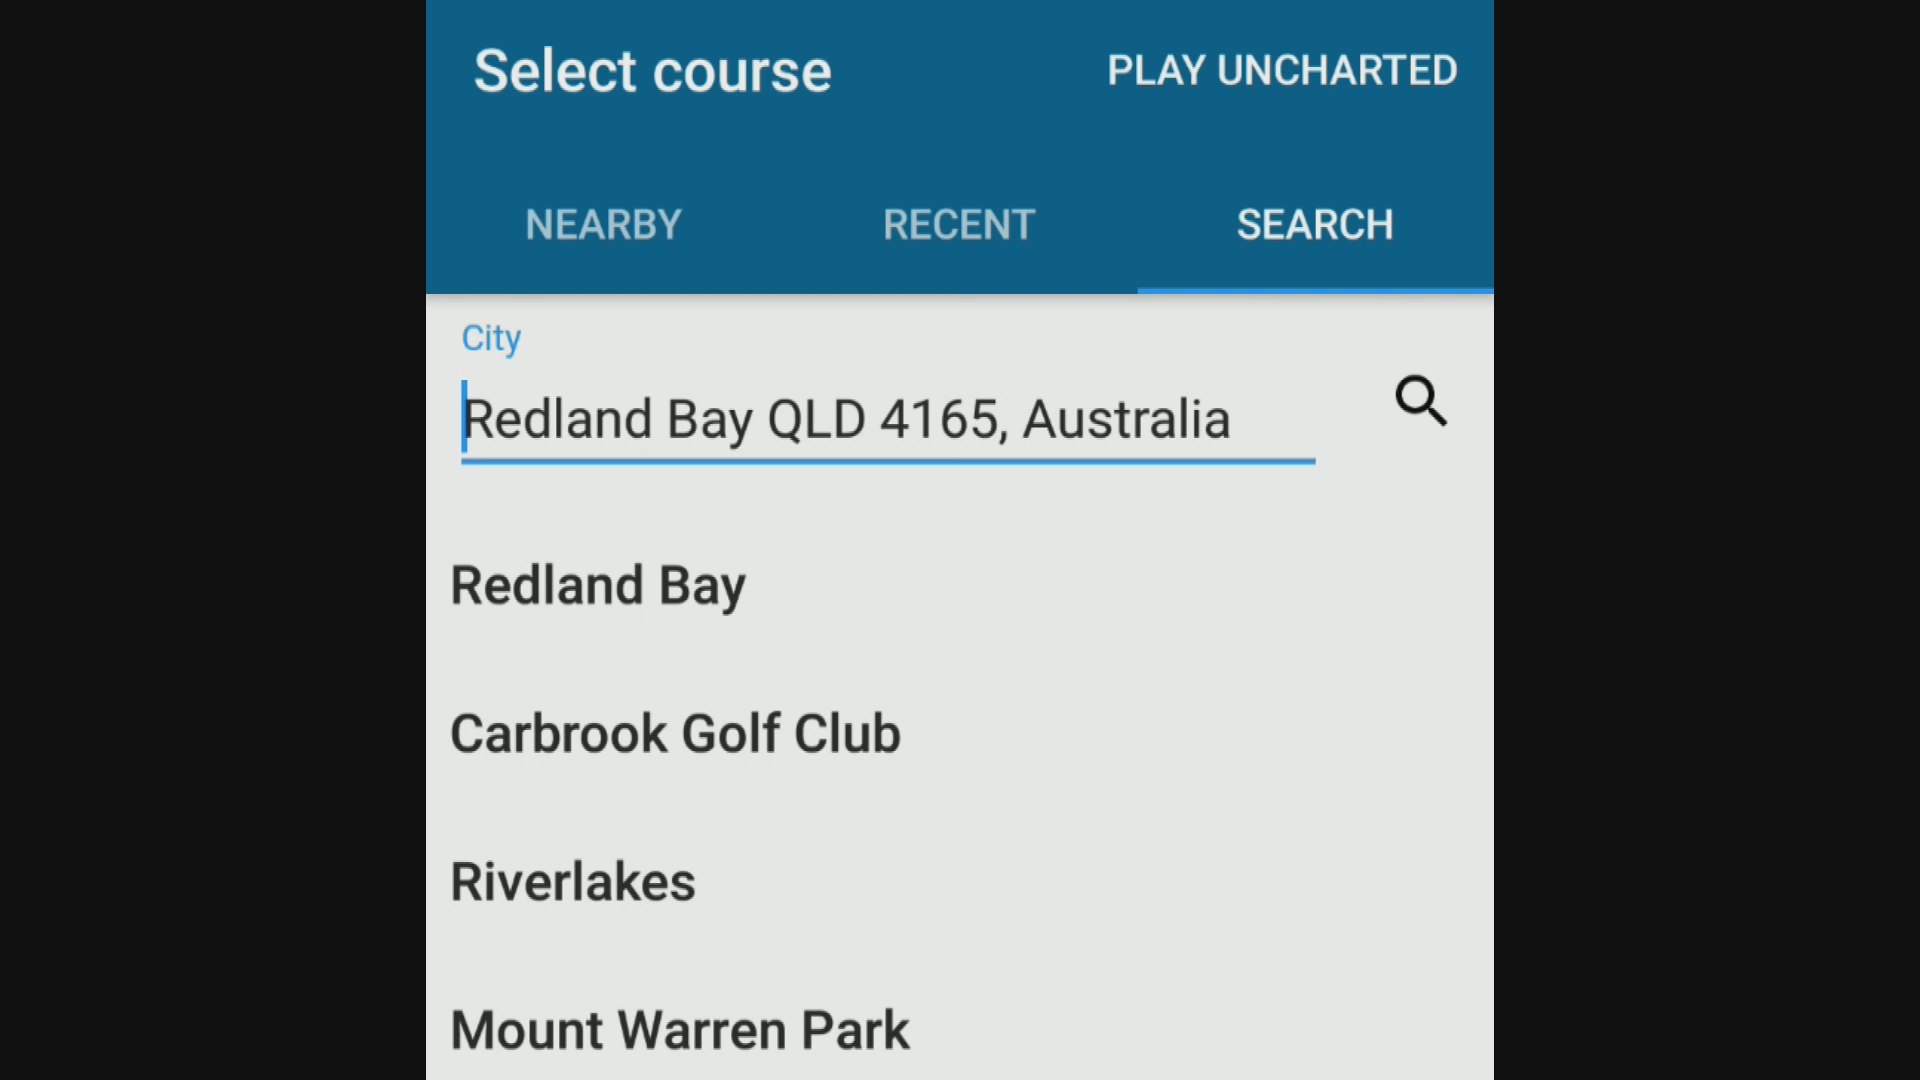 Select course
PLAY UNCHARTED
NEARBY
RECENT
SEARCH
City
Redland Bay QLD 4165, Australia
Redland Bay
Carbrook Golf Club
Riverlakes
Mount Warren Park